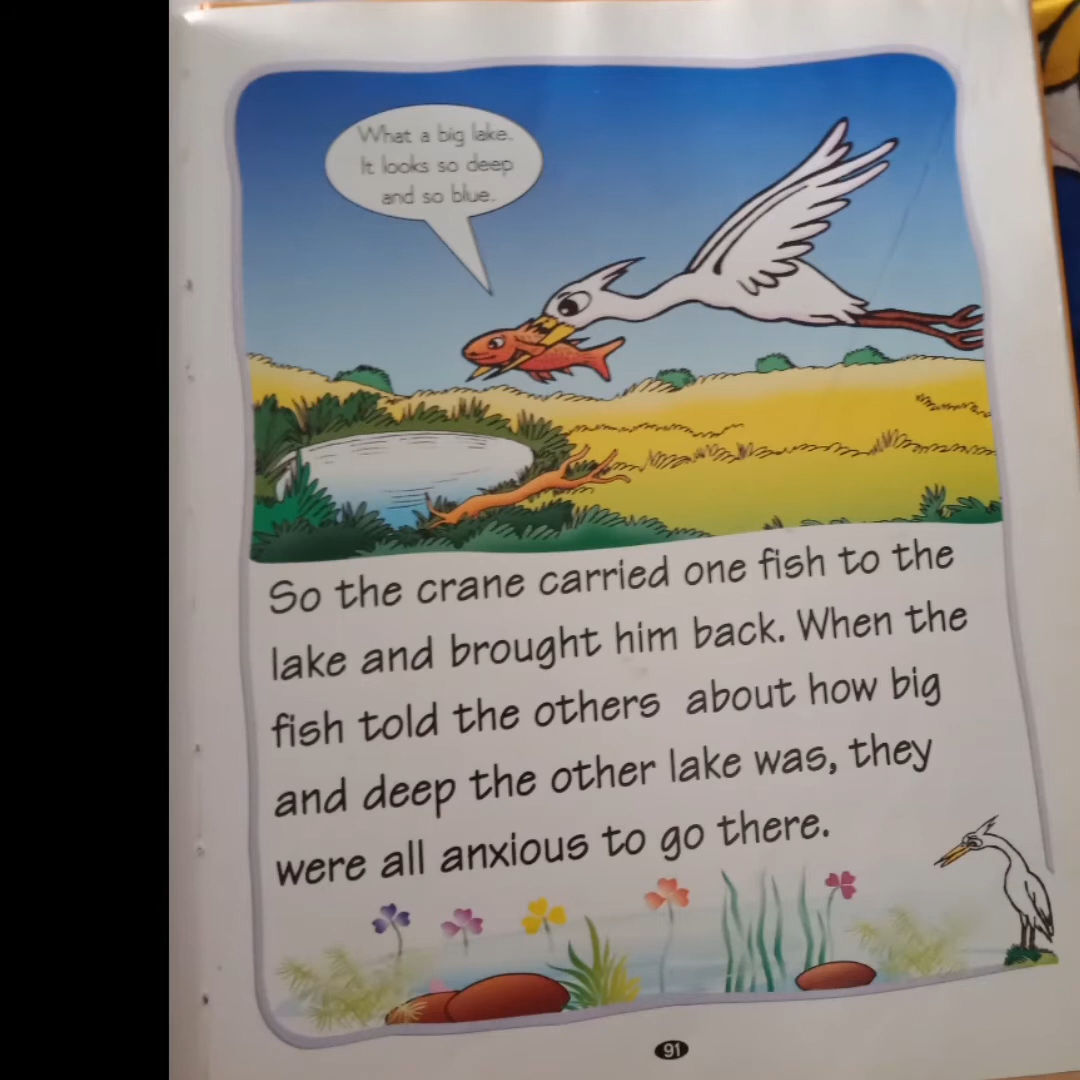 What a big lake.
It looks so deep
and so blue.
So the crane carried one fish to the
lake and brought him back. When the
fish told the others about how big
and deep the other lake was, they
were all anxious to go there.
91